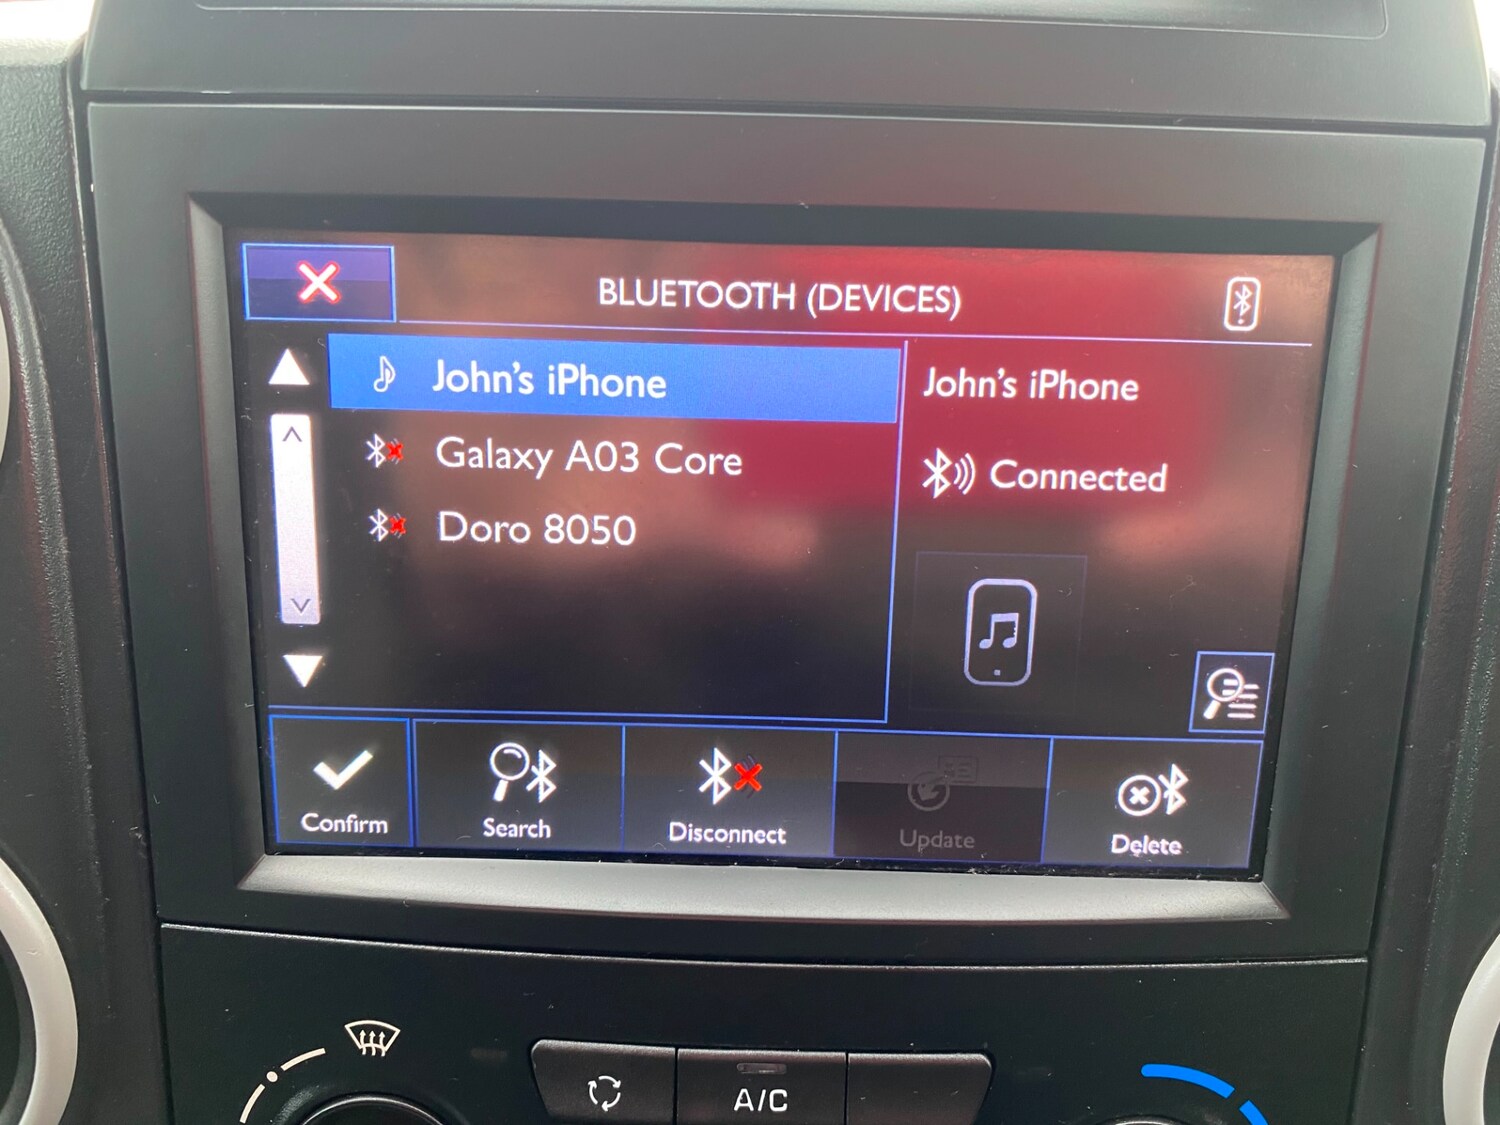 BLUETOOTH (DEVICES)
John's iPhone
Galaxy A03 Core
Doro 8050
John's iPhone
Connected
Confirm
Search
Disconnect
Update
Delete
A/C